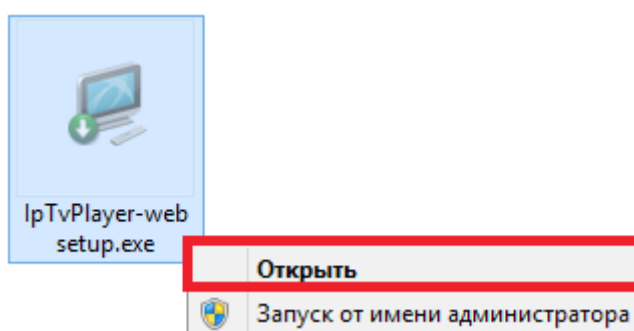 IpTvPlayer-web
setup.exe
Открыть
Запуск от имени администратора